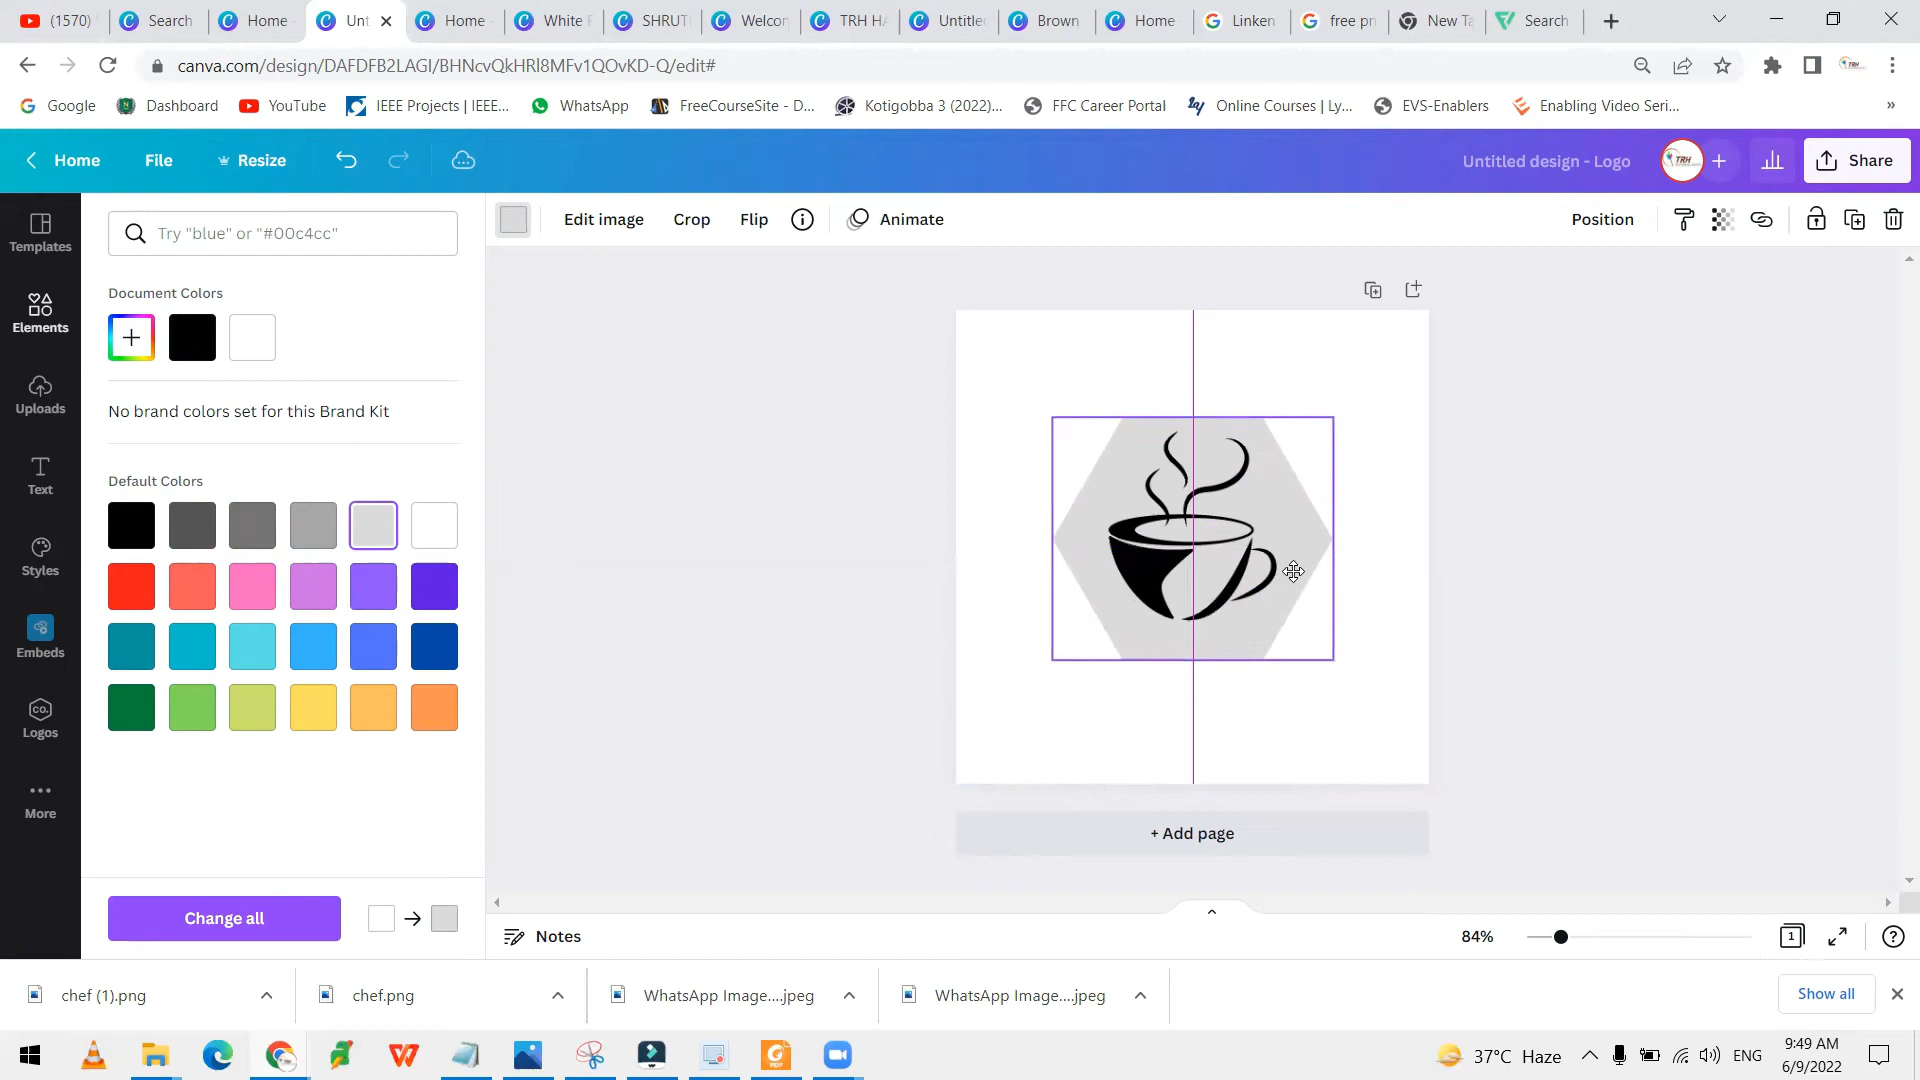 (1570)
Search
Home
Unt
Home
White
SHRUT
Welcon
TRH HA
Untitle
Brown
Home
Linken
free pn
New Ta
Search
canva.com/design/DAFDFB2LAGI/BHNcvQkHRl8MFv1QOvKD-Q/edit#
Google
Dashboard
YouTube
IEEE Projects | IEEE...
WhatsApp
FreeCourseSite - D...
Kotigobba 3 (2022)...
FFC Career Portal
Online Courses | Ly...
EVS-Enablers
Enabling Video Seri...
»
Home
File
Resize
Untitled design - Logo
TRH
Share
Templates
Elements
Uploads
Text
Styles
Embeds
CO.
Logos
More
Try "blue" or "#00c4cc"
Document Colors
No brand colors set for this Brand Kit
Default Colors
Change all
Edit image
Crop
Flip
Animate
Position
+ Add page
Notes
84%
1
chef (1).png
chef.png
WhatsApp Image....jpeg
WhatsApp Image....jpeg
Show all
37°C Haze
ENG
9:49 AM
6/9/2022